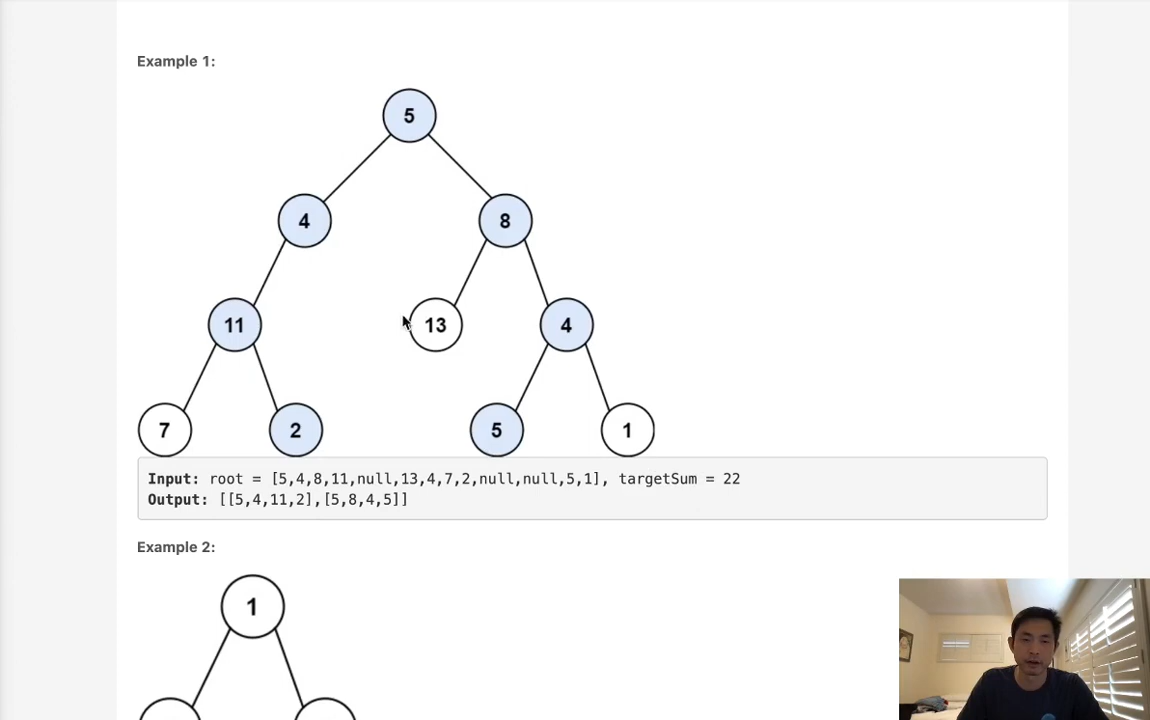 Example 1:
5
4 8
11 13 4
7 2 5 1
Input: root = [5,4,8,11,null,13,4,7,2,null,null,5,1], targetSum = 22
Output: [[5,4,11,2],[5,8,4,5]]
Example 2:
1